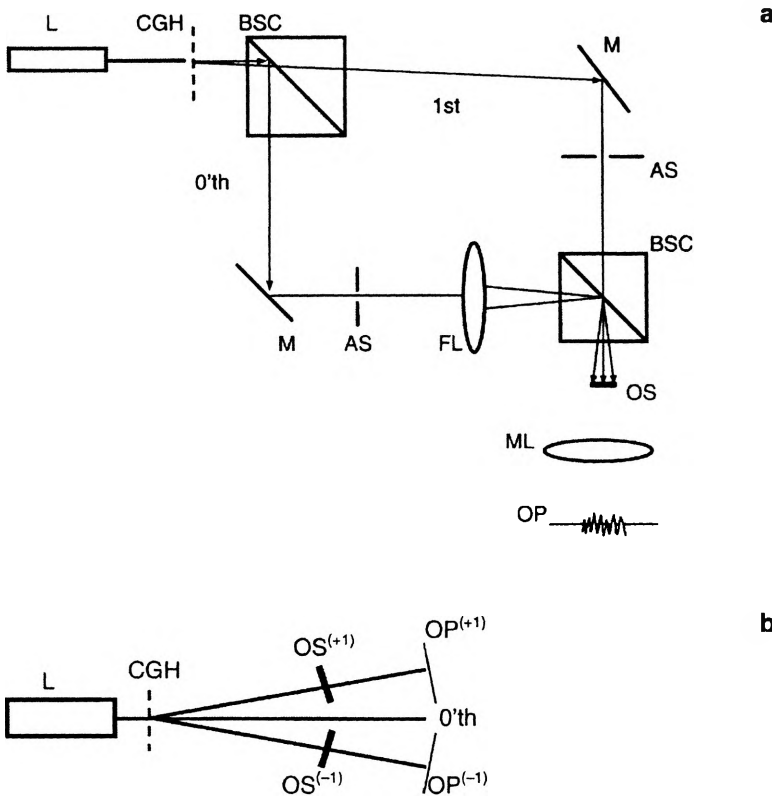 a
L
CGH
BSC
M
1st
AS
0'th
BSC
M
AS
FL
OS
ML
OP
b
L
CGH
OS(+1)
OP(+1)
0'th
OS(−1)
OP(−1)